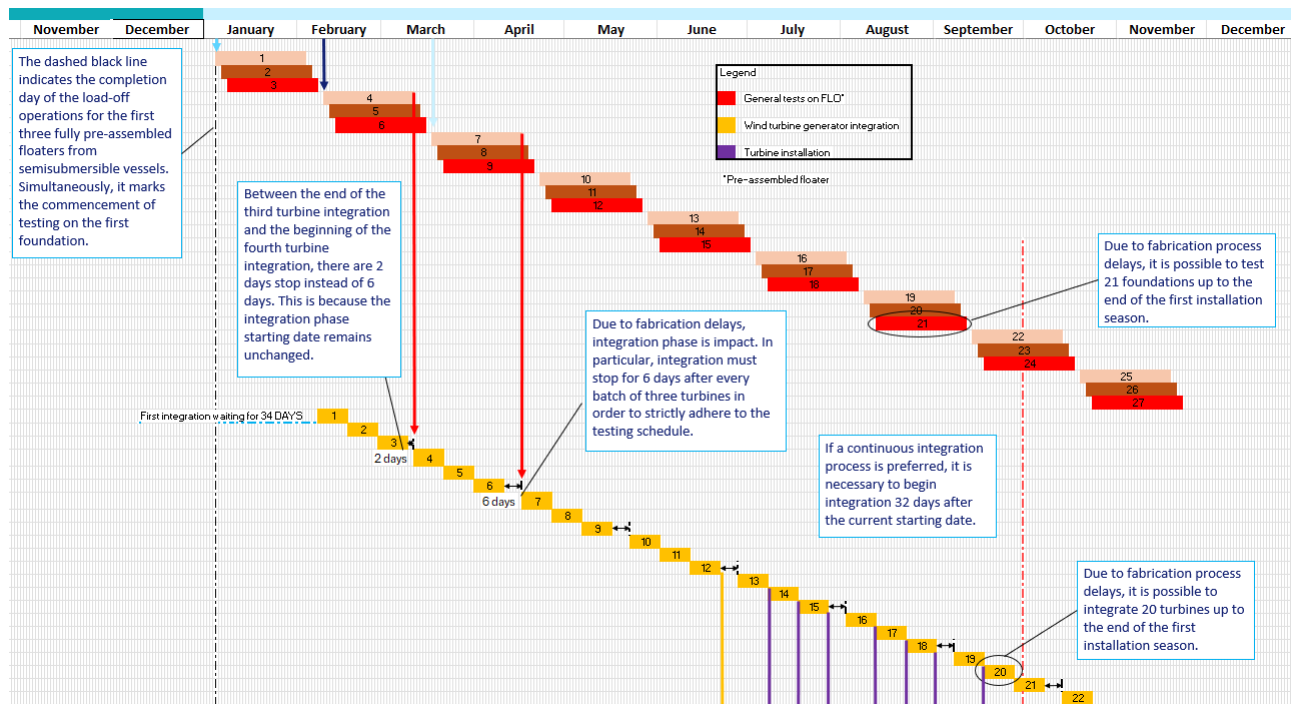 November December January February March April May June July August September October November December
The dashed black line
indicates the completion
day of the load-off
operations for the first
three fully pre-assembled
floaters from
semisubmersible vessels.
Simultaneously, it marks
the commencement of
testing on the first
foundation.
1
2
3
4
5
6
7
8
9
10
11
12
13
14
15
16
17
18
19
20
21
22
23
24
25
26
27
Legend
General tests on FLO*
Wind turbine generator integration
Turbine installation
*Pre-assembled floater
Between the end of the
third turbine integration
and the beginning of the
fourth turbine
integration, there are 2
days stop instead of 6
days. This is because the
integration phase
starting date remains
unchanged.
Due to fabrication process
delays, it is possible to test
21 foundations up to the
end of the first installation
season.
Due to fabrication delays,
integration phase is impact. In
particular, integration must
stop for 6 days after every
batch of three turbines in
order to strictly adhere to the
testing schedule.
If a continuous integration
process is preferred, it is
necessary to begin
integration 32 days after
the current starting date.
First integration waiting for 34 DAYS
1
2
3
2 days
4
5
6
6 days
7
8
9
10
11
12
13
14
15
16
17
18
19
20
21
22
Due to fabrication process
delays, it is possible to
integrate 20 turbines up to
the end of the first
installation season.